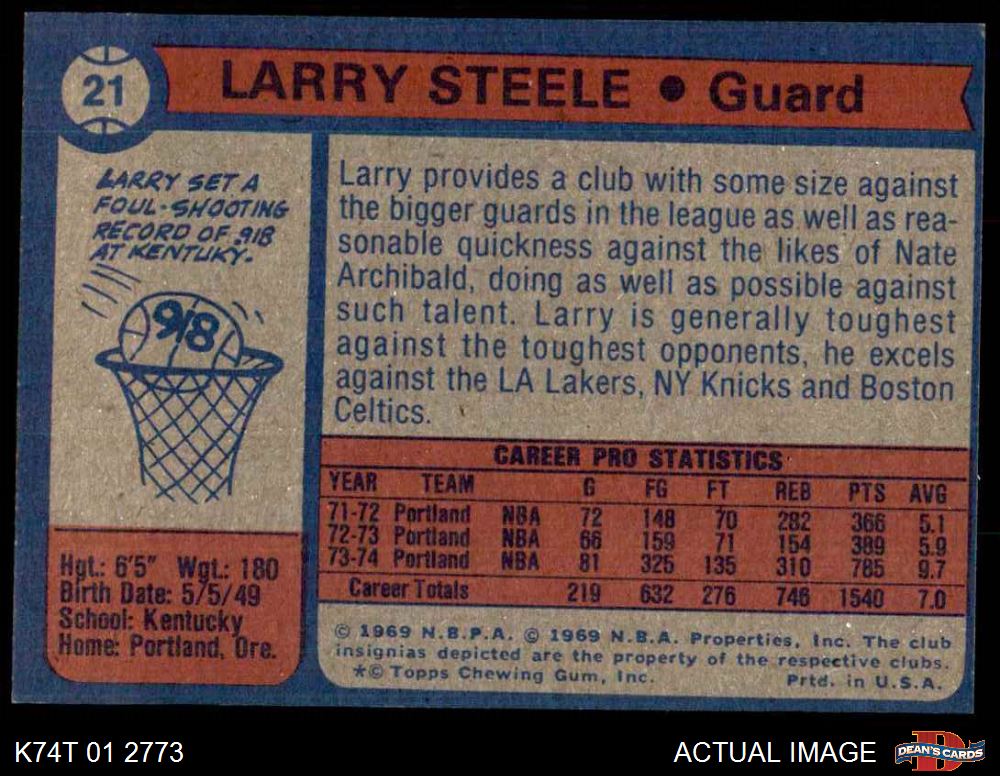 21
LARRY STEELE • Guard
LARRY SET A
FOUL-SHOOTING
RECORD OF .918
AT KENTUKY.
918
Hgt.: 6'5" Wgt.: 180
Birth Date: 5/5/49
School: Kentucky
Home: Portland, Ore.
Larry provides a club with some size against
the bigger guards in the league as well as rea-
sonable quickness against the likes of Nate
Archibald, doing as well as possible against
such talent. Larry is generally toughest
against the toughest opponents, he excels
against the LA Lakers, NY Knicks and Boston
Celtics.
CAREER PRO STATISTICS
YEAR TEAM G FG FT REB PTS AVG
71-72 Portland NBA 72 148 70 282 366 5.1
72-73 Portland NBA 66 159 71 154 389 5.9
73-74 Portland NBA 81 325 135 310 785 9.7
Career Totals 219 632 276 746 1540 7.0
© 1969 N.B.P.A. © 1969 N.B.A. Properties, Inc. The club
insignias depicted are the property of the respective clubs.
*© Topps Chewing Gum, Inc. Prtd. in U.S.A.
K74T 01 2773
ACTUAL IMAGE
DEAN'S CARDS